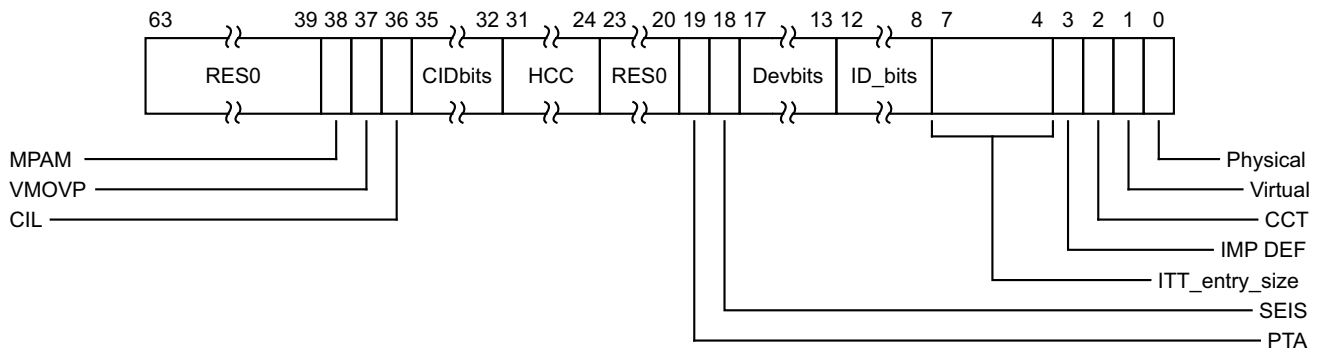 63 39 38 37 36 35 32 31 24 23 20 19 18 17 13 12 8 7 4 3 2 1 0
RES0 CIDbits HCC RES0 Devbits ID_bits
MPAM Physical
VMOVP Virtual
CIL CCT
IMP DEF
ITT_entry_size
SEIS
PTA